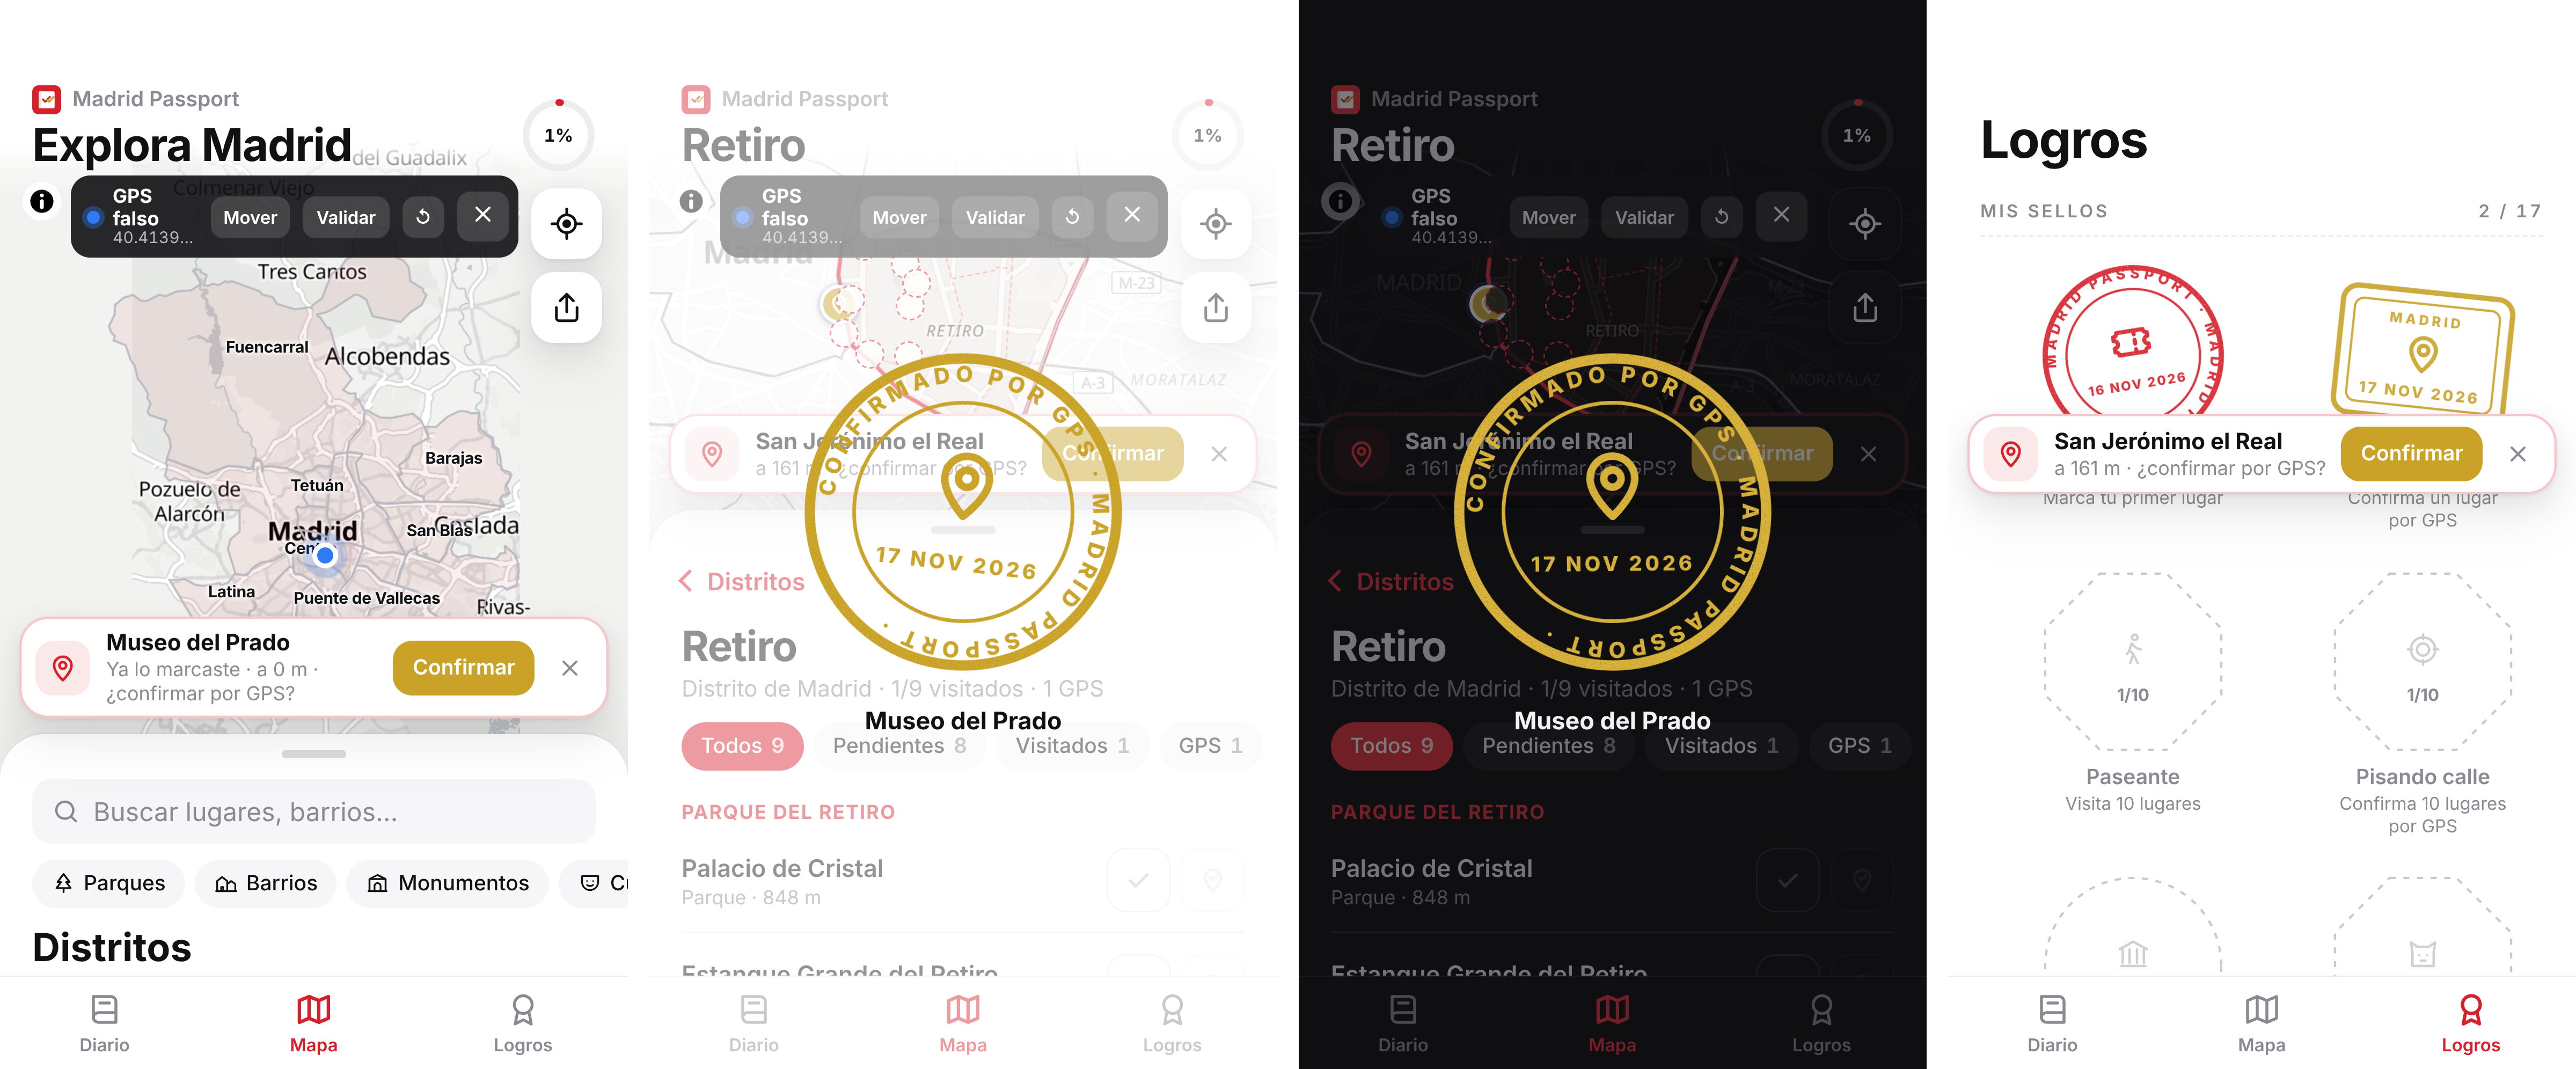 Madrid Passport
Explora Madrid
1%
del Guadalix
Colmenar Viejo
GPS
falso
40.4139...
Mover
Validar
Tres Cantos
Fuencarral
Alcobendas
Barajas
Tetuán
Pozuelo de
Alarcón
Madrid
San Blas
Coslada
Latina
Puente de Vallecas
Rivas-
Museo del Prado
Ya lo marcaste · a 0 m ·
¿confirmar por GPS?
Confirmar
Buscar lugares, barrios...
Parques
Barrios
Monumentos
Distritos
Diario
Mapa
Logros
Madrid Passport
Retiro
1%
GPS
falso
40.4139...
Mover
Validar
Madrid
M-23
RETIRO
A-3
MORATALAZ
San Jerónimo el Real
a 161 m · ¿confirmar por GPS?
Confirmar
CONFIRMADO POR GPS · MADRID PASSPORT ·
17 NOV 2026
Distritos
Retiro
Distrito de Madrid · 1/9 visitados · 1 GPS
Museo del Prado
Todos 9
Pendientes 8
Visitados 1
GPS 1
PARQUE DEL RETIRO
Palacio de Cristal
Parque · 848 m
Estanque Grande del Retiro
Diario
Mapa
Logros
Madrid Passport
Retiro
1%
GPS
falso
40.4139...
Mover
Validar
MADRID
M-23
RETIRO
A-3
MORATALAZ
San Jerónimo el Real
a 161 m · ¿confirmar por GPS?
Confirmar
CONFIRMADO POR GPS · MADRID PASSPORT ·
17 NOV 2026
Distritos
Retiro
Distrito de Madrid · 1/9 visitados · 1 GPS
Museo del Prado
Todos 9
Pendientes 8
Visitados 1
GPS 1
PARQUE DEL RETIRO
Palacio de Cristal
Parque · 848 m
Estanque Grande del Retiro
Diario
Mapa
Logros
Logros
MIS SELLOS
2 / 17
MADRID PASSPORT · MADRID
16 NOV 2026
MADRID
17 NOV 2026
San Jerónimo el Real
a 161 m · ¿confirmar por GPS?
Confirmar
Marca tu primer lugar
Confirma un lugar
por GPS
1/10
Paseante
Visita 10 lugares
1/10
Pisando calle
Confirma 10 lugares
por GPS
Diario
Mapa
Logros